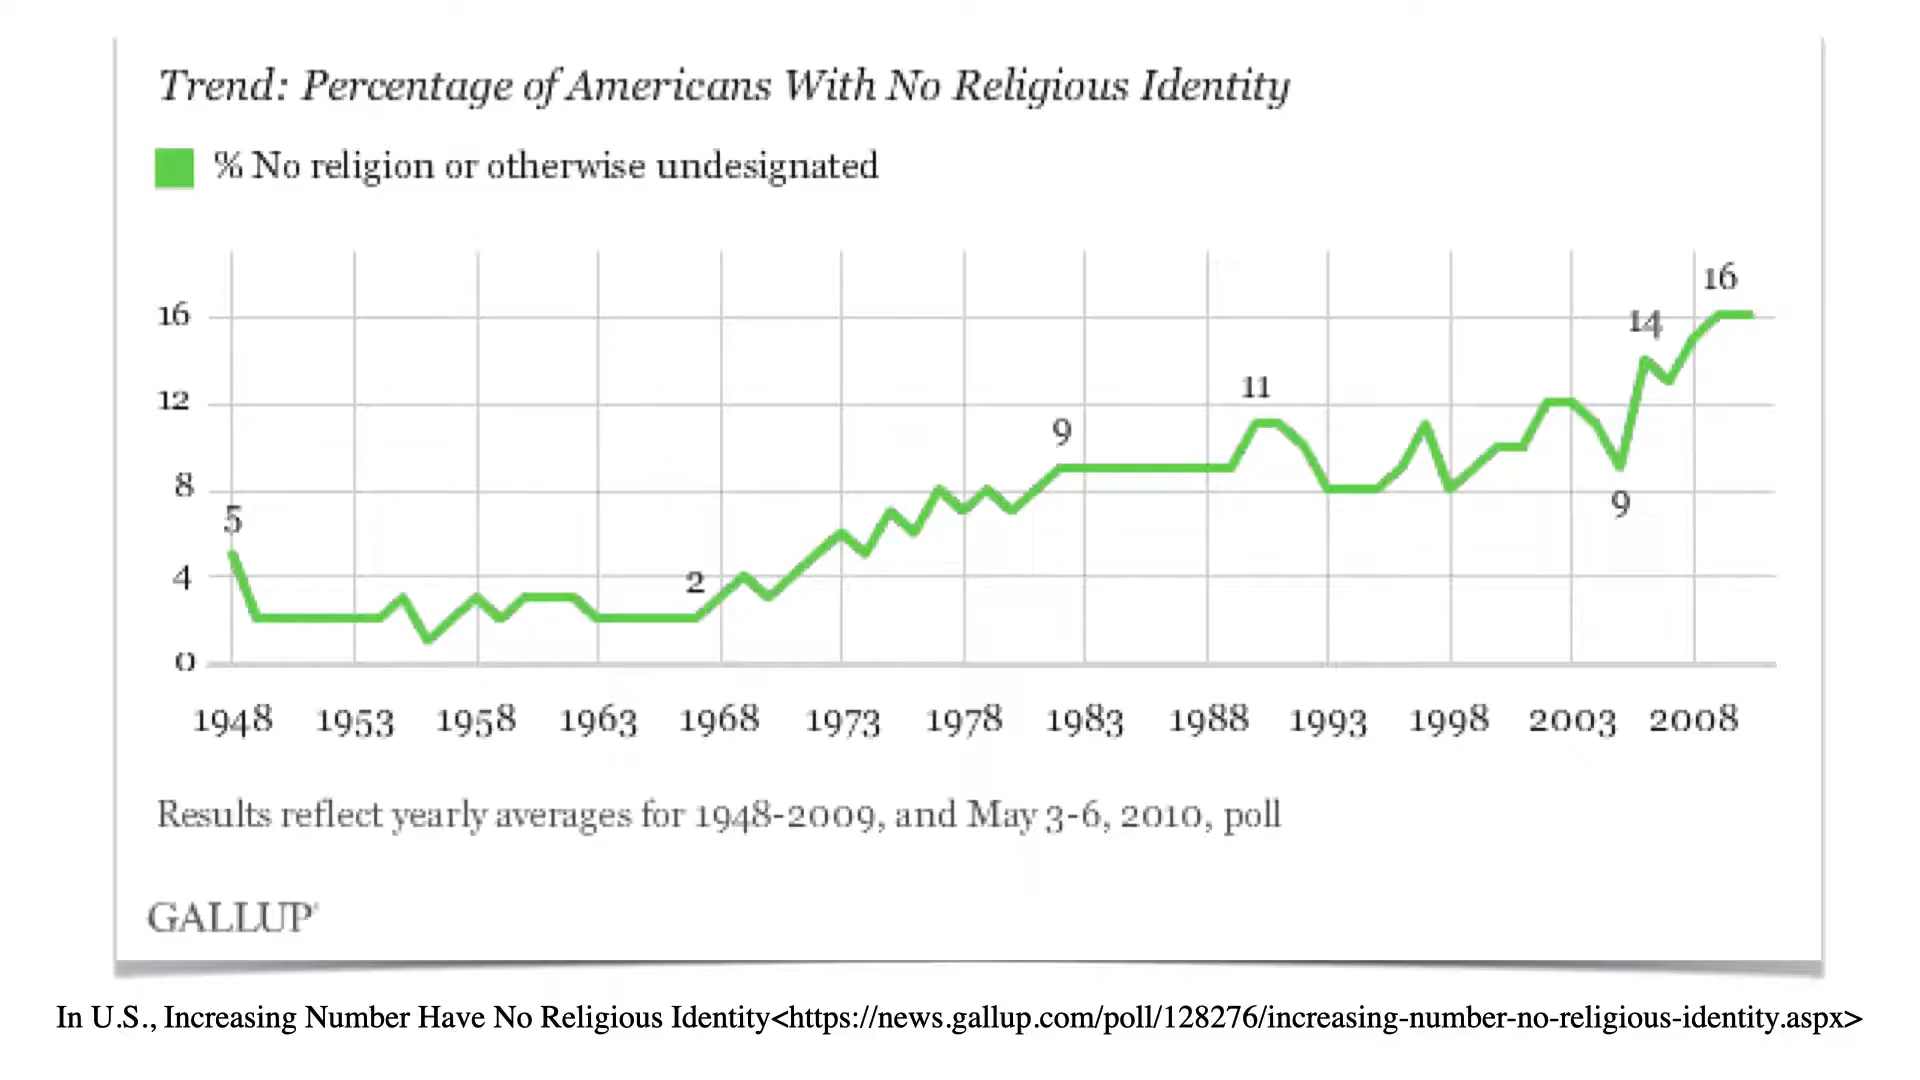 Trend: Percentage of Americans With No Religious Identity
% No religion or otherwise undesignated
16
12
8
4
0
5
2
9
11
9
14
16
1948 1953 1958 1963 1968 1973 1978 1983 1988 1993 1998 2003 2008
Results reflect yearly averages for 1948-2009, and May 3-6, 2010, poll
GALLUP®
In U.S., Increasing Number Have No Religious Identity<https://news.gallup.com/poll/128276/increasing-number-no-religious-identity.aspx>